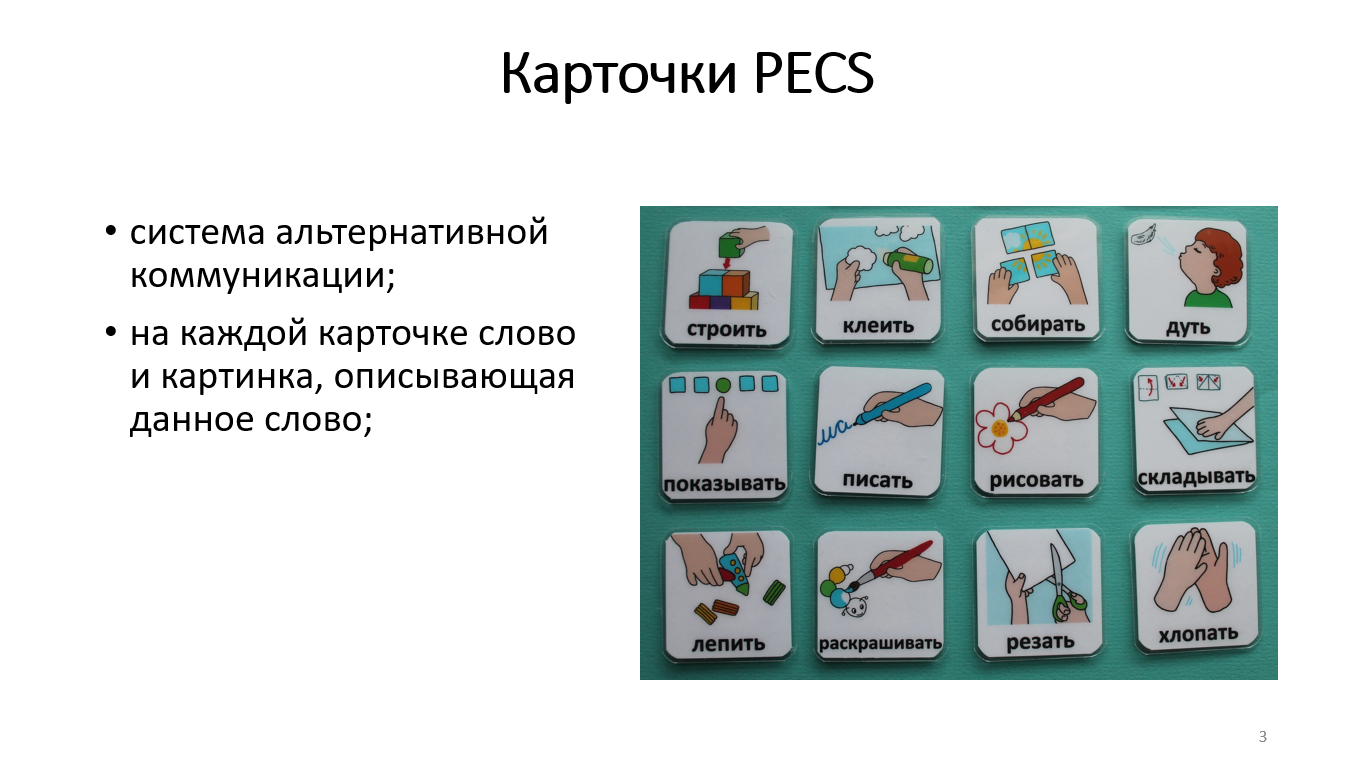 Карточки PECS
• система альтернативной
коммуникации;
• на каждой карточке слово
и картинка, описывающая
данное слово;
строить
клеить
собирать
дуть
показывать
ма
писать
рисовать
складывать
лепить
раскрашивать
резать
хлопать
3